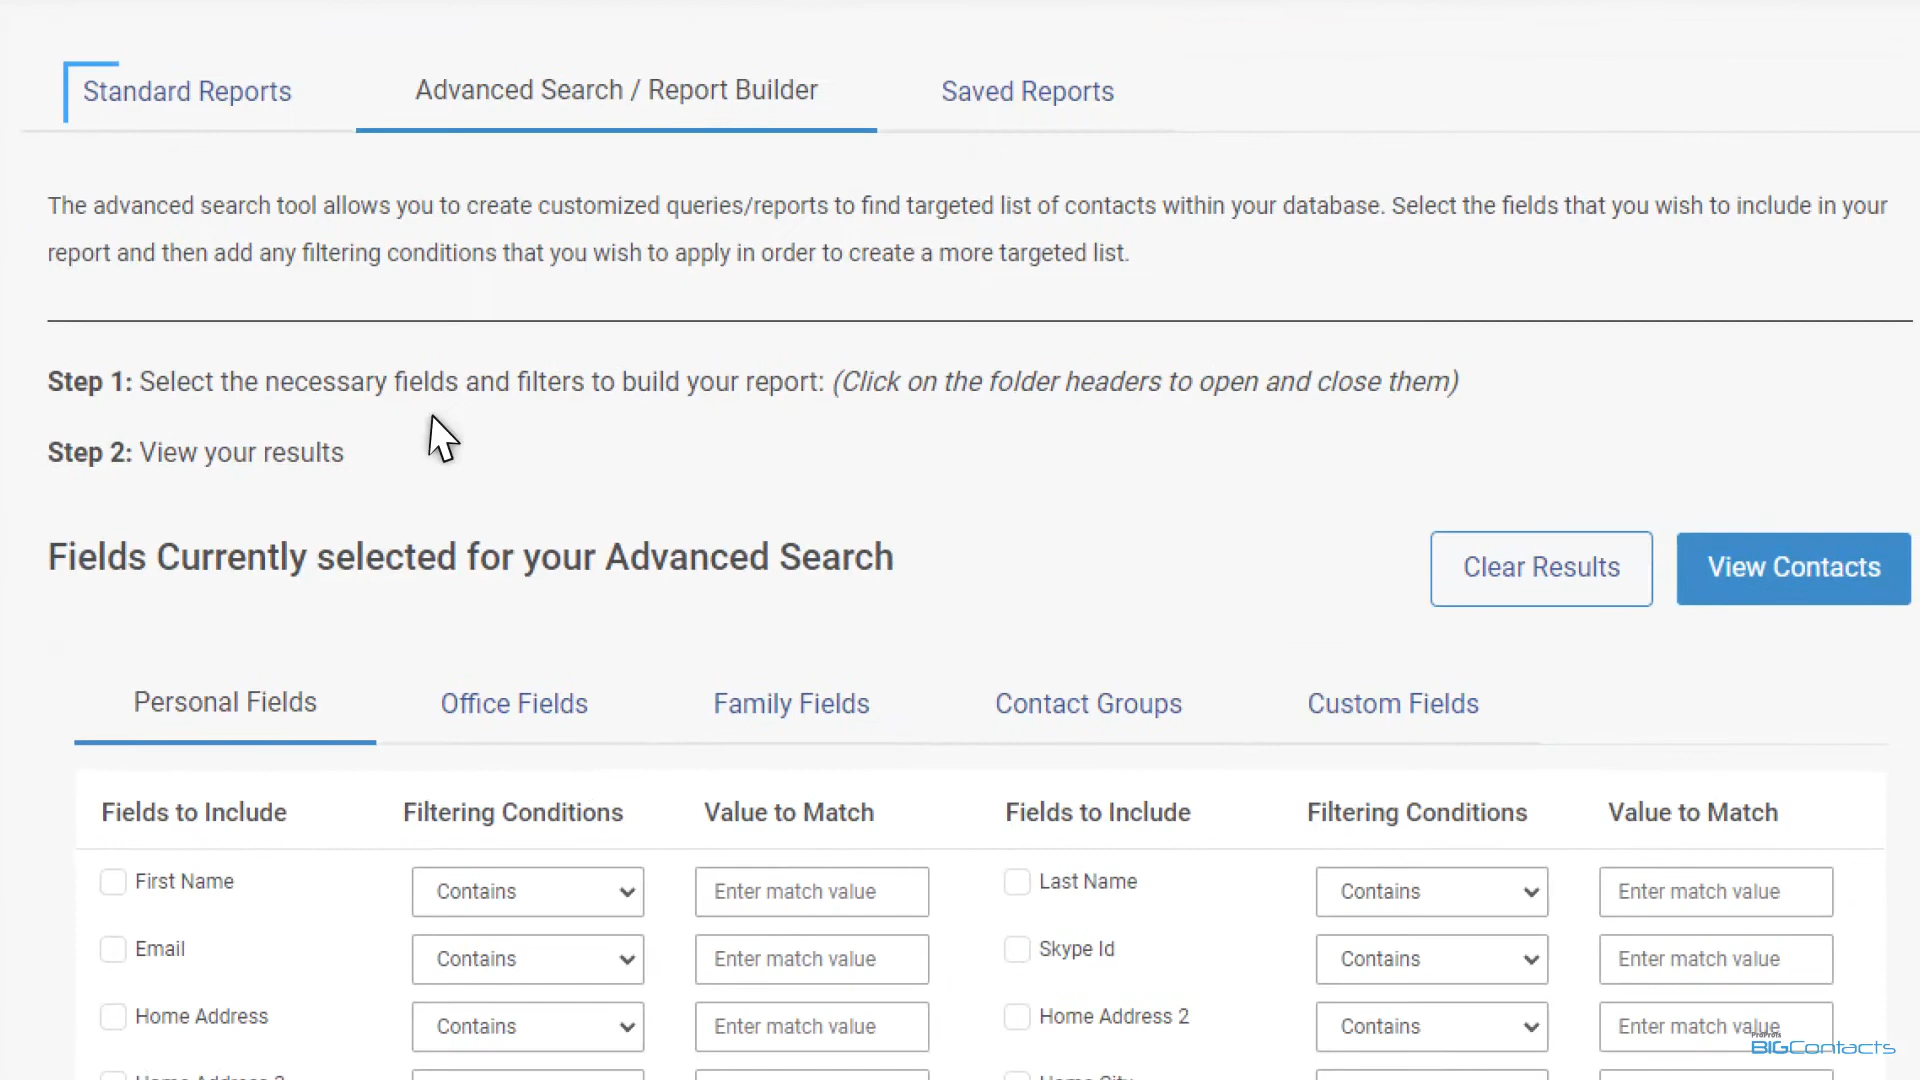 Standard Reports
Advanced Search / Report Builder
Saved Reports
The advanced search tool allows you to create customized queries/reports to find targeted list of contacts within your database. Select the fields that you wish to include in your
report and then add any filtering conditions that you wish to apply in order to create a more targeted list.
Step 1: Select the necessary fields and filters to build your report: (Click on the folder headers to open and close them)
Step 2: View your results
Fields Currently selected for your Advanced Search
Clear Results
View Contacts
Personal Fields
Office Fields
Family Fields
Contact Groups
Custom Fields
Fields to Include
Filtering Conditions
Value to Match
Fields to Include
Filtering Conditions
Value to Match
First Name
Contains
Enter match value
Last Name
Contains
Enter match value
Email
Contains
Enter match value
Skype Id
Contains
Enter match value
Home Address
Contains
Enter match value
Home Address 2
Contains
Enter match value
ProProfs
BIGContacts